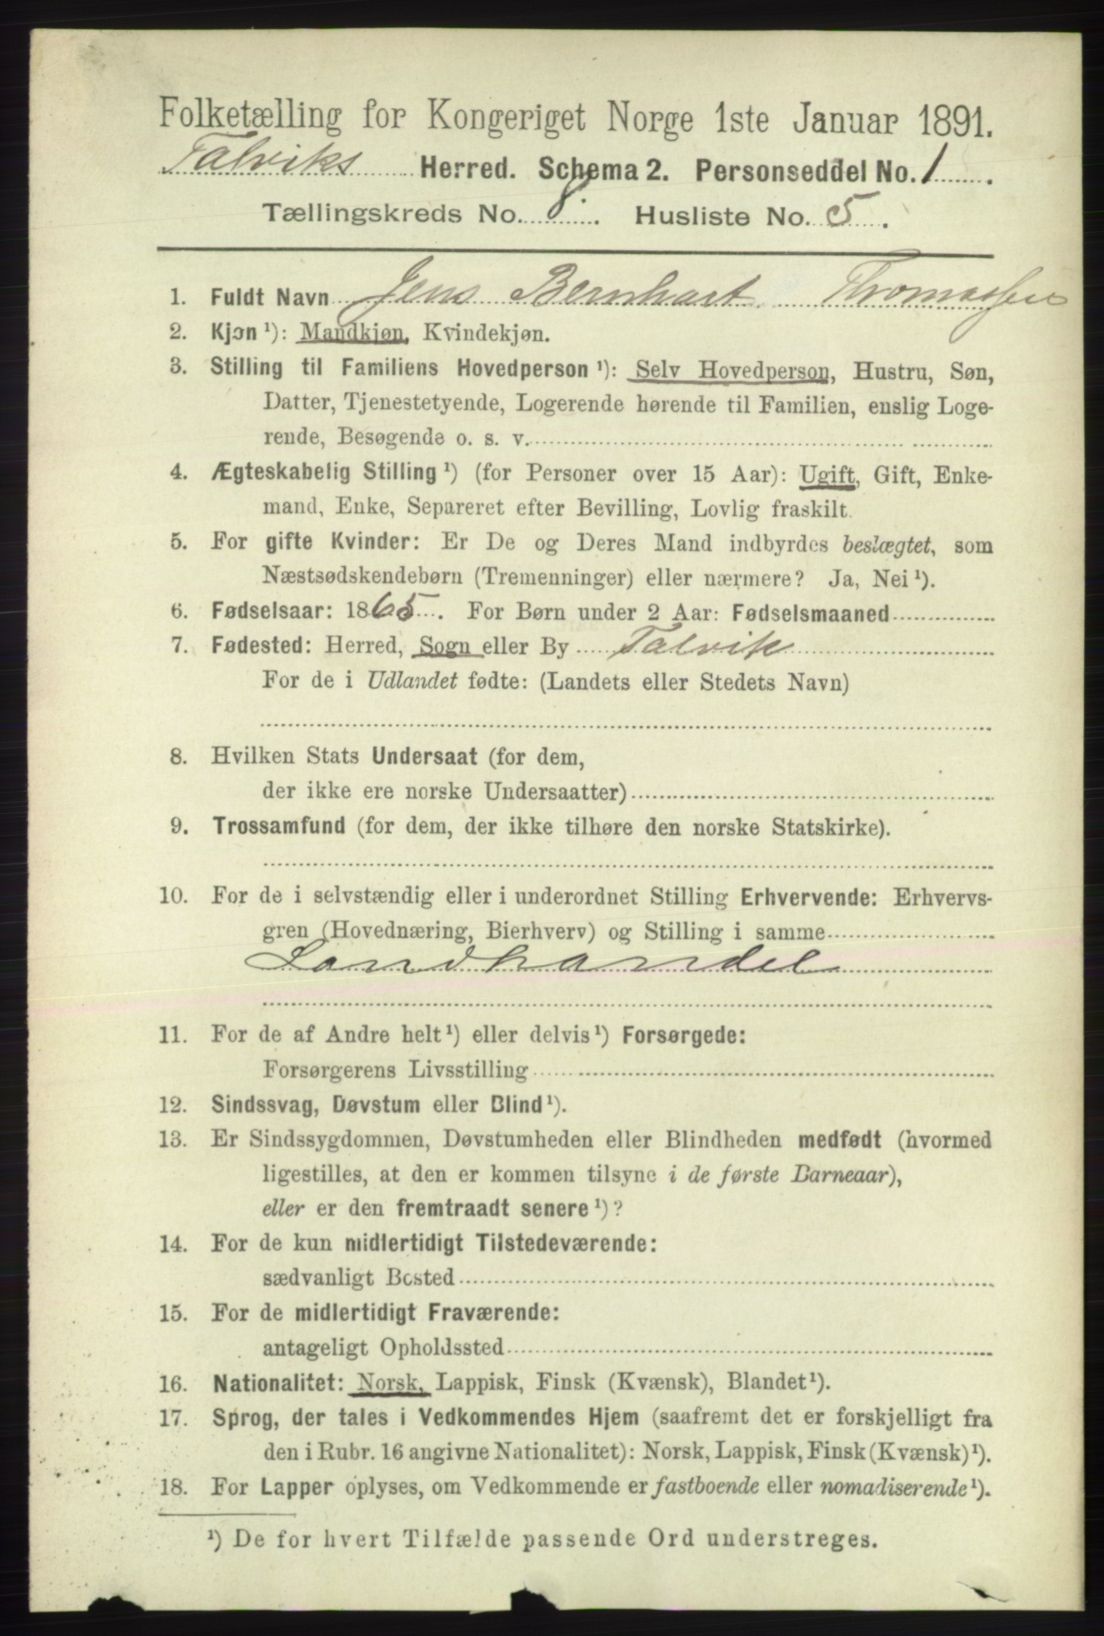 Folketælling for Kongeriget Norge 1ste Januar 1891.
Talviks Herred. Schema 2. Personseddel No. 1.
Tællingskreds No. 8. Husliste No. 5.
1. Fuldt Navn Jens Bernhart Thomassen
2. Kjøn ¹): Mandkjøn, Kvindekjøn.
3. Stilling til Familiens Hovedperson ¹): Selv Hovedperson, Hustru, Søn,
Datter, Tjenestetyende, Logerende hørende til Familien, enslig Loge-
rende, Besøgende o. s. v.
4. Ægteskabelig Stilling ¹) (for Personer over 15 Aar): Ugift, Gift, Enke-
mand, Enke, Separeret efter Bevilling, Lovlig fraskilt.
5. For gifte Kvinder: Er De og Deres Mand indbyrdes beslægtet, som
Næstsødskendebørn (Tremenninger) eller nærmere? Ja, Nei ¹).
6. Fødselsaar: 1865. For Børn under 2 Aar: Fødselsmaaned
7. Fødested: Herred, Sogn eller By Talvik
For de i Udlandet fødte: (Landets eller Stedets Navn)
8. Hvilken Stats Undersaat (for dem,
der ikke ere norske Undersaatter)
9. Trossamfund (for dem, der ikke tilhøre den norske Statskirke).
10. For de i selvstændig eller i underordnet Stilling Erhvervende: Erhvervs-
gren (Hovednæring, Bierhverv) og Stilling i samme
Landhandel
11. For de af Andre helt ¹) eller delvis ¹) Forsørgede:
Forsørgerens Livsstilling
12. Sindssvag, Døvstum eller Blind ¹).
13. Er Sindssygdommen, Døvstumheden eller Blindheden medfødt (hvormed
ligestilles, at den er kommen tilsyne i de første Barneaar),
eller er den fremtraadt senere ¹)?
14. For de kun midlertidigt Tilstedeværende:
sædvanligt Bosted
15. For de midlertidigt Fraværende:
antageligt Opholdssted
16. Nationalitet: Norsk, Lappisk, Finsk (Kvænsk), Blandet ¹).
17. Sprog, der tales i Vedkommendes Hjem (saafremt det er forskjelligt fra
den i Rubr. 16 angivne Nationalitet): Norsk, Lappisk, Finsk (Kvænsk) ¹).
18. For Lapper oplyses, om Vedkommende er fastboende eller nomadiserende ¹).
¹) De for hvert Tilfælde passende Ord understreges.